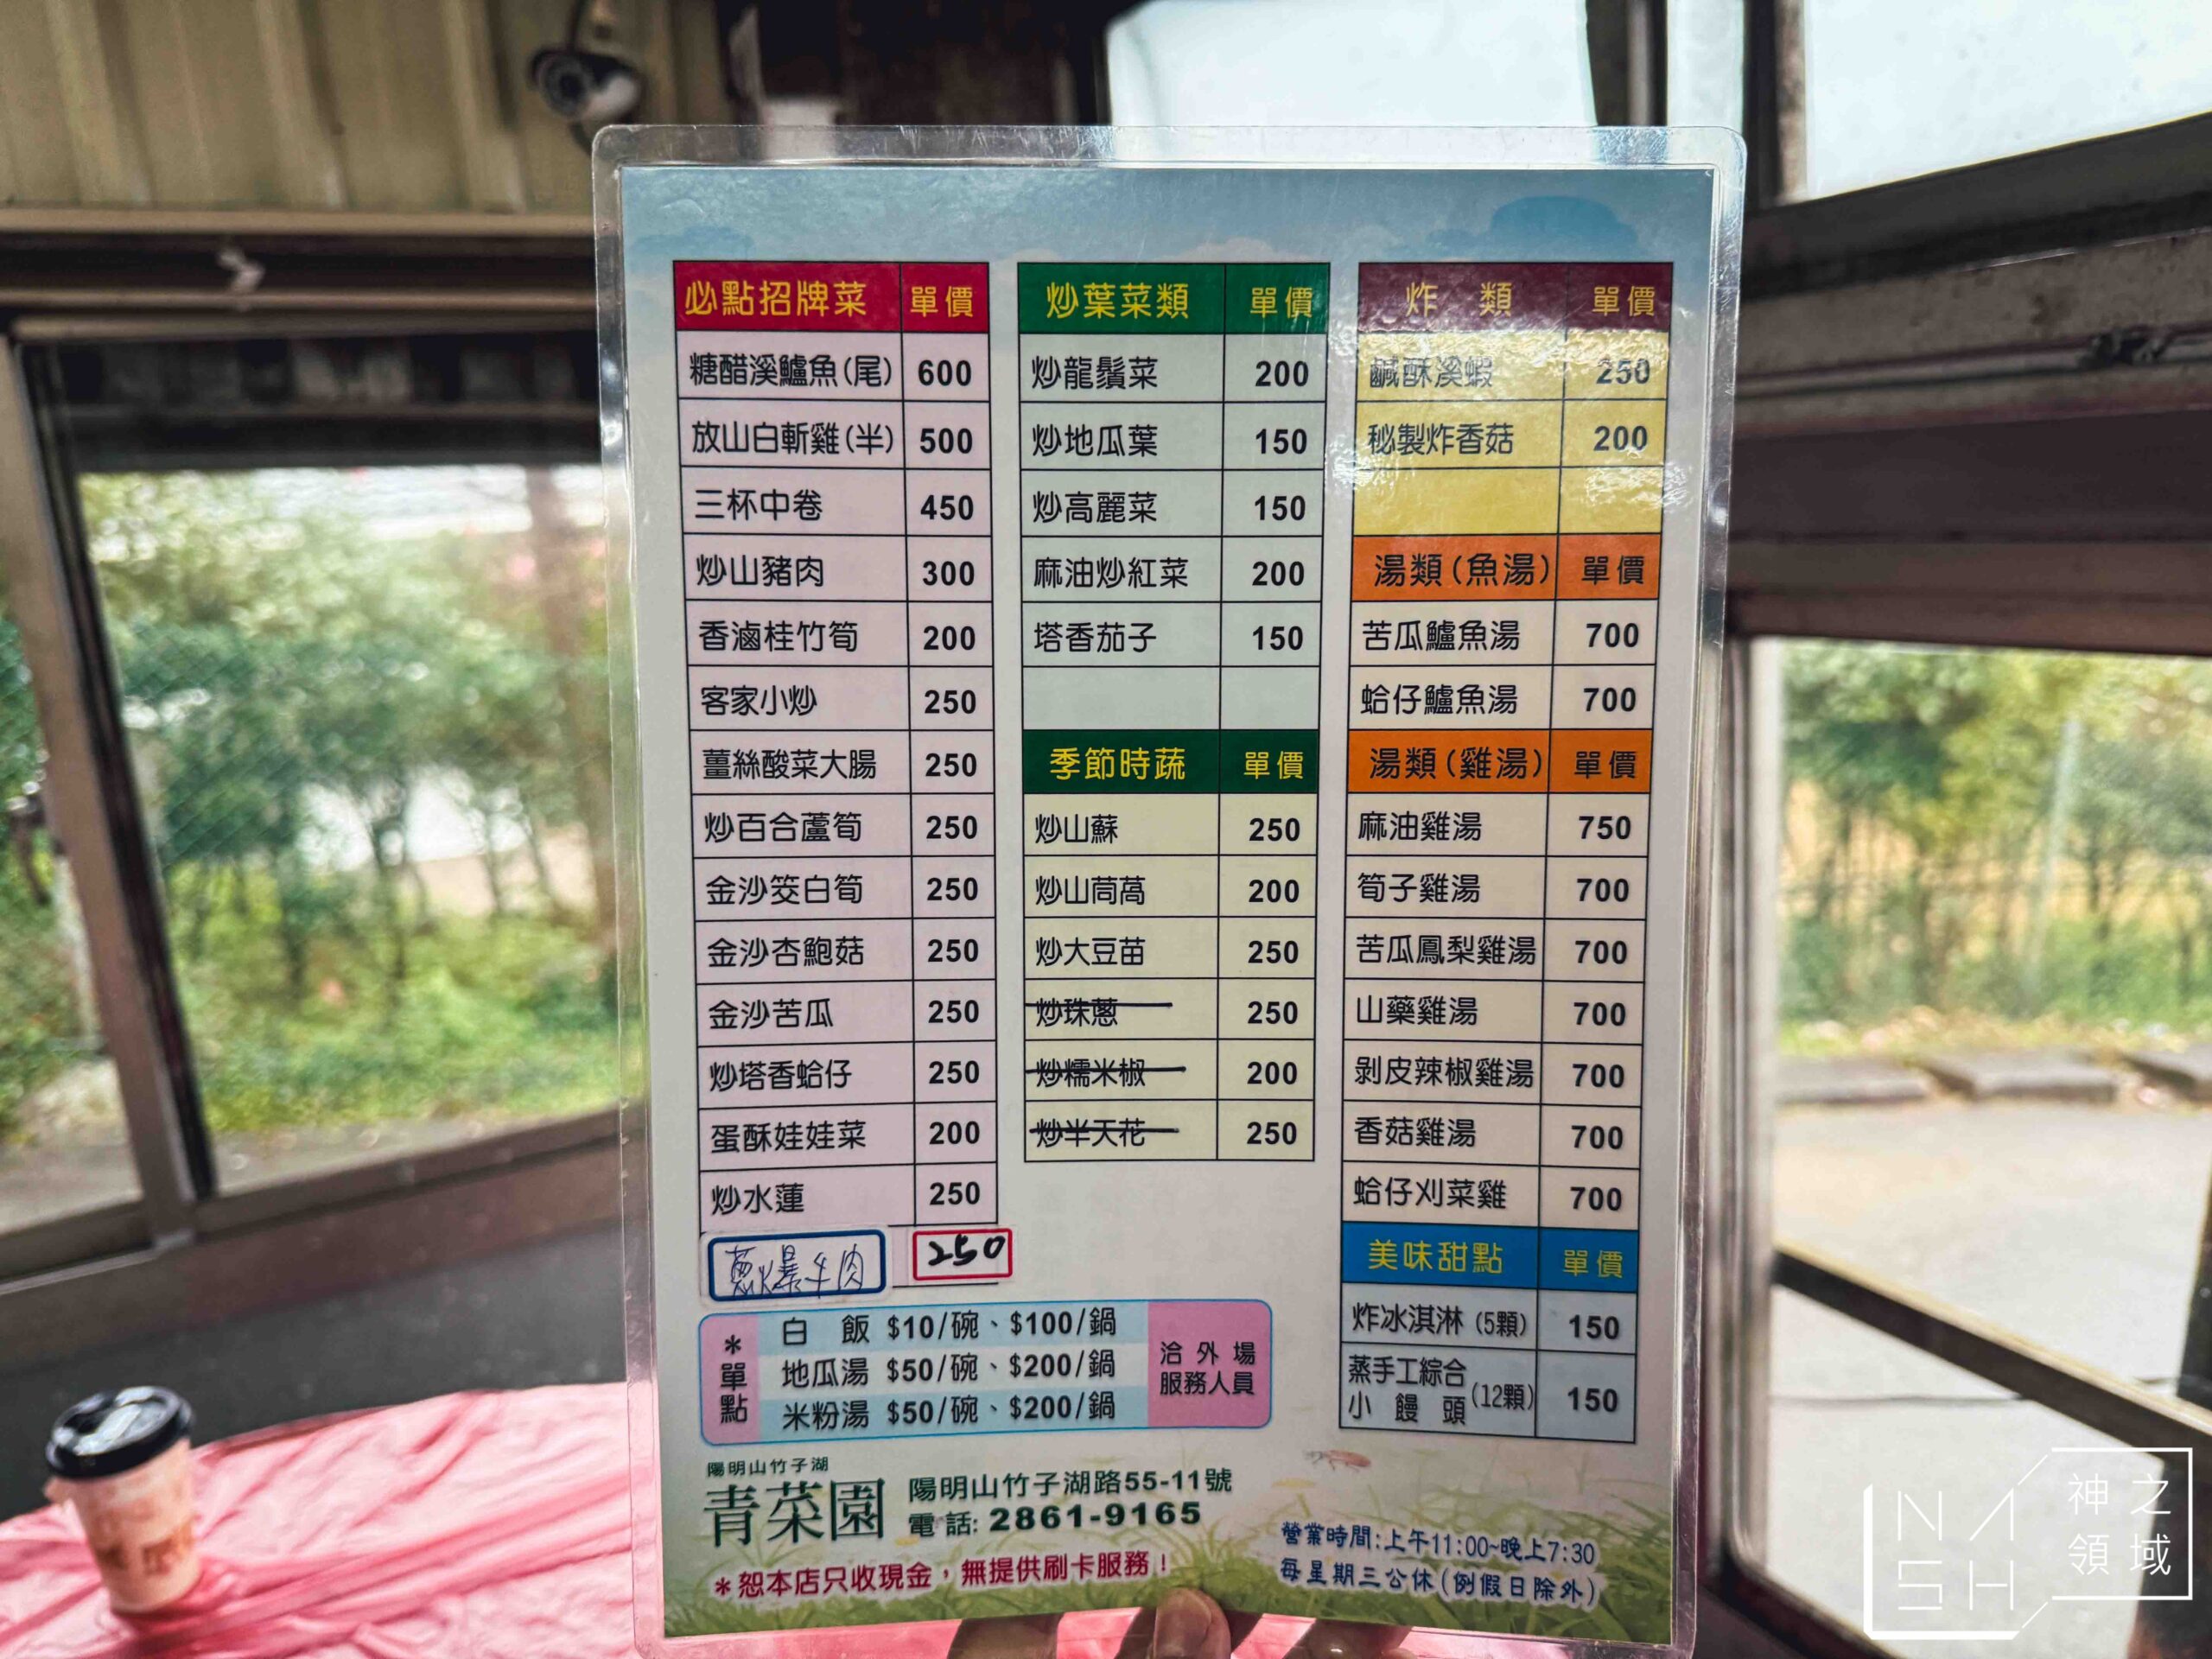 必點招牌菜 單價
糖醋溪鱸魚(尾) 600
放山白斬雞(半) 500
三杯中卷 450
炒山豬肉 300
香滷桂竹筍 200
客家小炒 250
薑絲酸菜大腸 250
炒百合蘆筍 250
金沙筊白筍 250
金沙杏鮑菇 250
金沙苦瓜 250
炒塔香蛤仔 250
蛋酥娃娃菜 200
炒水蓮 250
蔥爆牛肉 250
炒葉菜類 單價
炒龍鬚菜 200
炒地瓜葉 150
炒高麗菜 150
麻油炒紅菜 200
塔香茄子 150
季節時蔬 單價
炒山蘇 250
炒山茼萵 200
炒大豆苗 250
炒珠蔥 250
炒糯米椒 200
炒半天花 250
炸 類 單價
鹹酥溪蝦 250
秘製炸香菇 200
湯類(魚湯) 單價
苦瓜鱸魚湯 700
蛤仔鱸魚湯 700
湯類(雞湯) 單價
麻油雞湯 750
筍子雞湯 700
苦瓜鳳梨雞湯 700
山藥雞湯 700
剝皮辣椒雞湯 700
香菇雞湯 700
蛤仔刈菜雞 700
美味甜點 單價
炸冰淇淋 (5顆) 150
蒸手工綜合
小 饅 頭 (12顆) 150
*單點
白 飯 $10/碗、$100/鍋
地瓜湯 $50/碗、$200/鍋
米粉湯 $50/碗、$200/鍋
洽 外 場
服務人員
陽明山竹子湖
青菜園
陽明山竹子湖路55-11號
電話: 2861-9165
*恕本店只收現金，無提供刷卡服務！
營業時間:上午11:00~晚上7:30
每星期三公休(例假日除外)
NASH
神之
領域